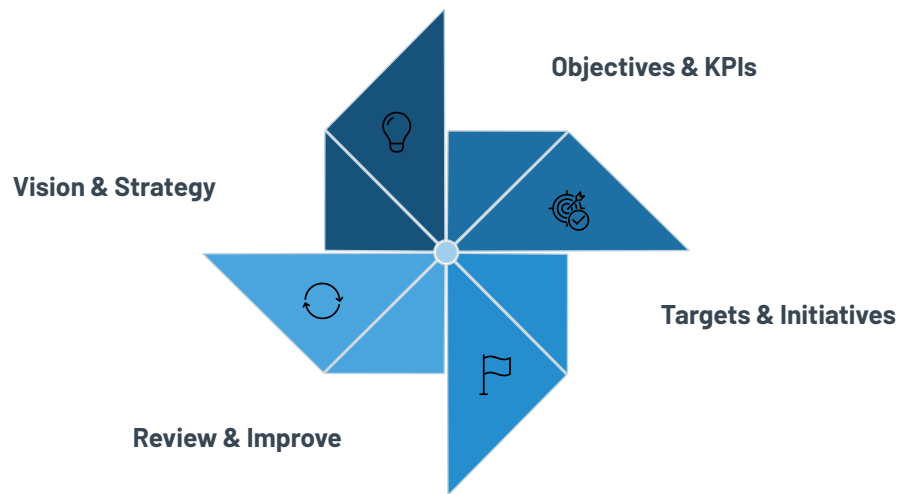 Objectives & KPIs
Vision & Strategy
Targets & Initiatives
Review & Improve